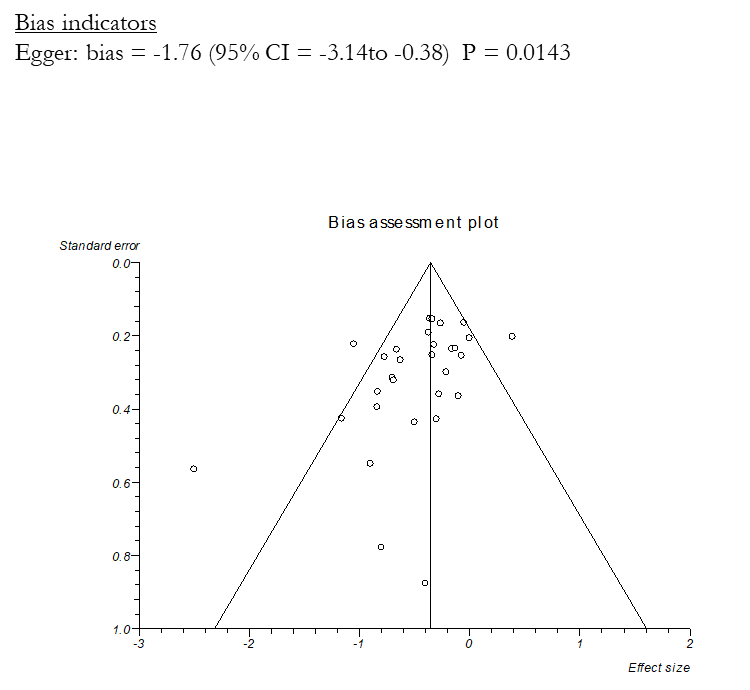 Bias indicators
Egger: bias = -1.76 (95% CI = -3.14to -0.38)  P = 0.0143
Bias assessment plot
Standard error
0.0
0.2
0.4
0.6
0.8
1.0
-3 -2 -1 0 1 2
Effect size